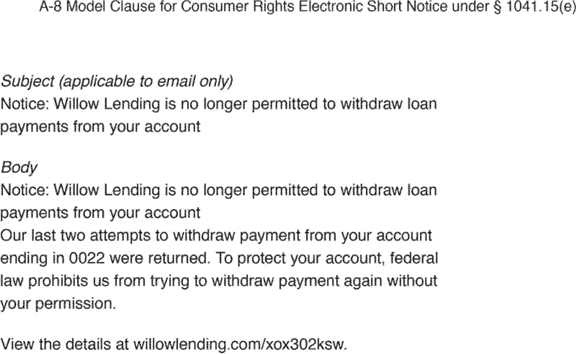 A-8 Model Clause for Consumer Rights Electronic Short Notice under § 1041.15(e)
Subject (applicable to email only)
Notice: Willow Lending is no longer permitted to withdraw loan
payments from your account
Body
Notice: Willow Lending is no longer permitted to withdraw loan
payments from your account
Our last two attempts to withdraw payment from your account
ending in 0022 were returned. To protect your account, federal
law prohibits us from trying to withdraw payment again without
your permission.
View the details at willowlending.com/xox302ksw.